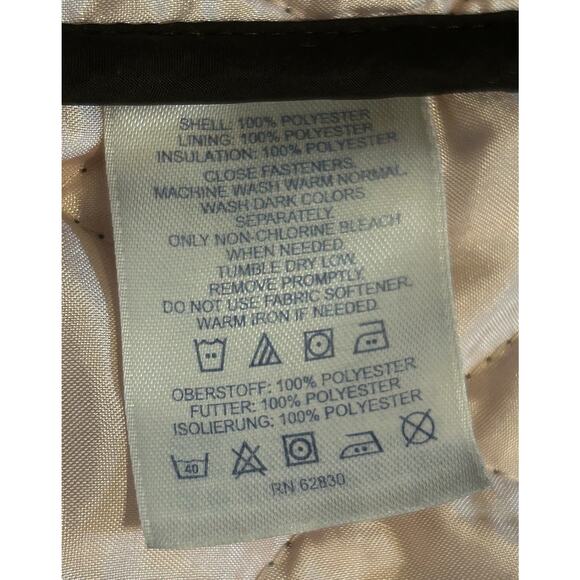 SHELL: 100% POLYESTER
LINING: 100% POLYESTER
INSULATION: 100% POLYESTER
CLOSE FASTENERS.
MACHINE WASH WARM NORMAL.
WASH DARK COLORS
SEPARATELY.
ONLY NON-CHLORINE BLEACH
WHEN NEEDED.
TUMBLE DRY LOW.
REMOVE PROMPTLY.
DO NOT USE FABRIC SOFTENER.
WARM IRON IF NEEDED.
OBERSTOFF: 100% POLYESTER
FUTTER: 100% POLYESTER
ISOLIERUNG: 100% POLYESTER
40
RN 62830